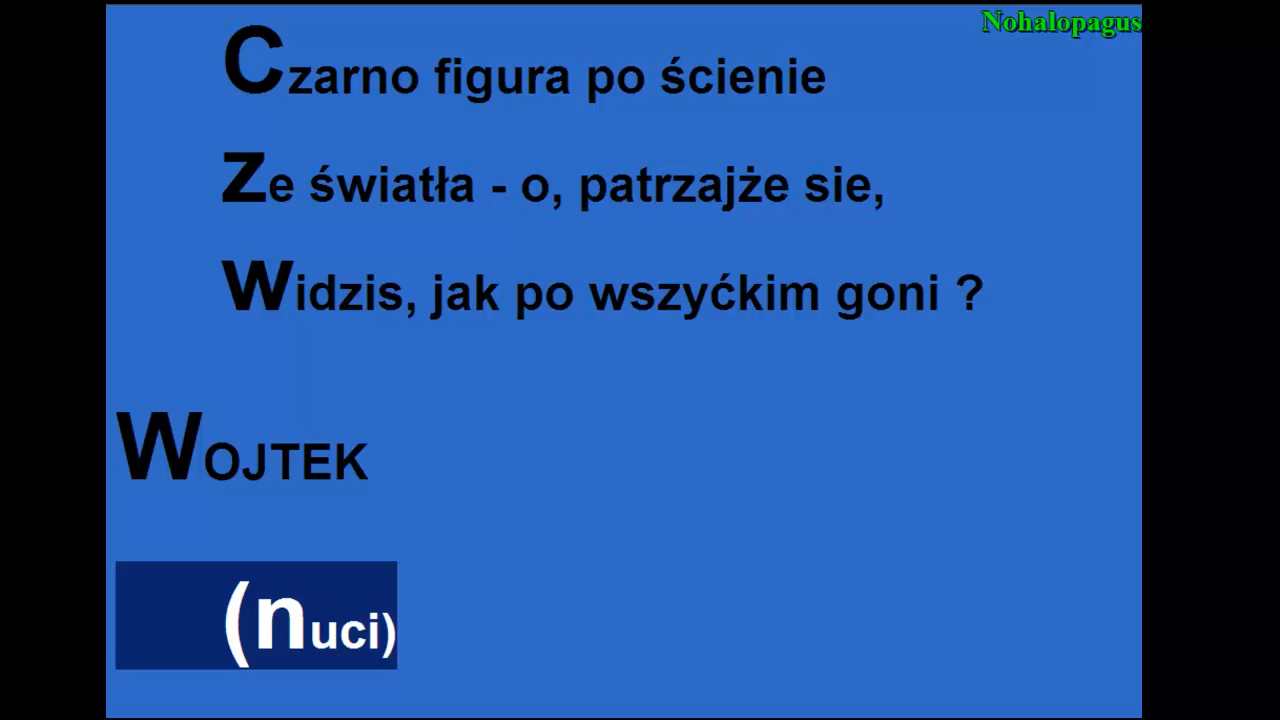 Nohalopagus
Czarno figura po ścienie
Ze światła - o, patrzajże sie,
Widzis, jak po wszyćkim goni ?
WOJTEK
(nuci)